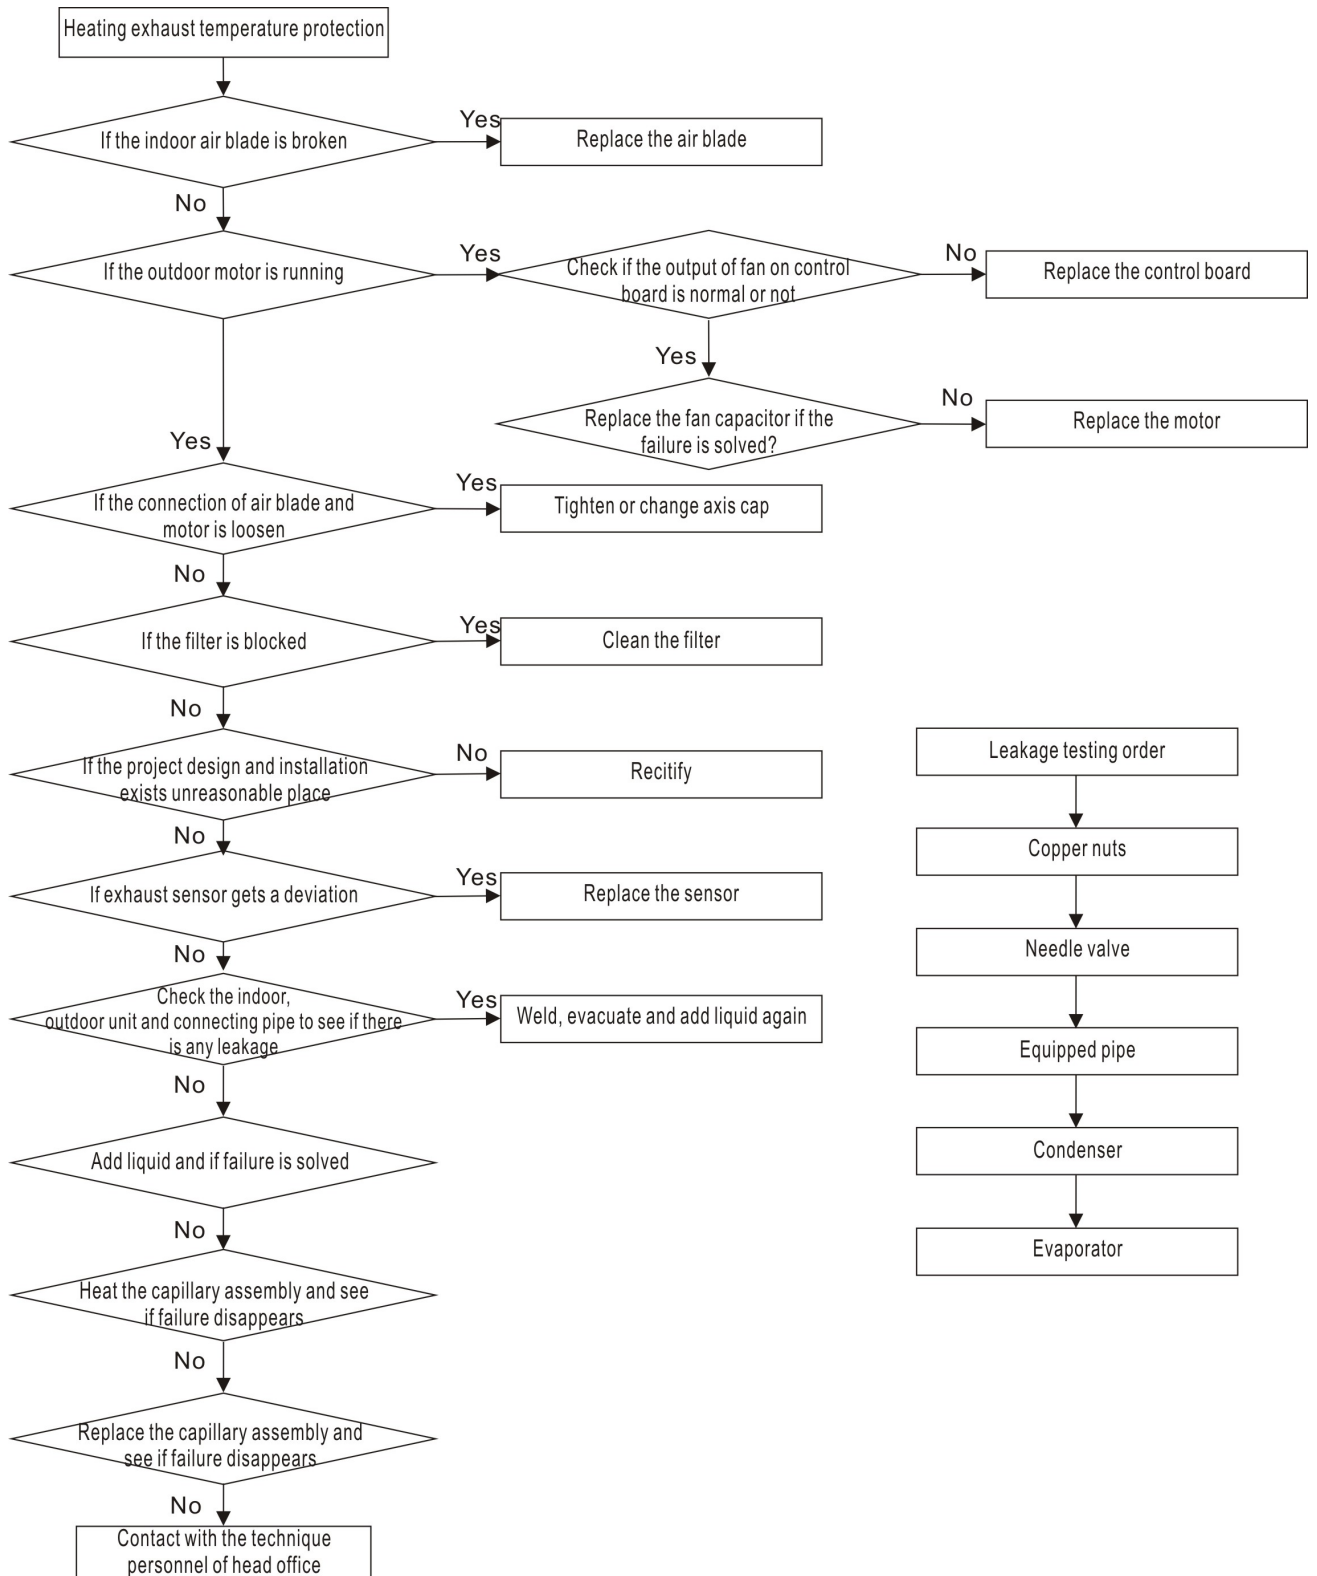 Heating exhaust temperature protection
If the indoor air blade is broken
Yes
Replace the air blade
No
If the outdoor motor is running
Yes
Check if the output of fan on control
board is normal or not
No
Replace the control board
Yes
Replace the fan capacitor if the
failure is solved?
No
Replace the motor
Yes
If the connection of air blade and
motor is loosen
Yes
Tighten or change axis cap
No
If the filter is blocked
Yes
Clean the filter
No
If the project design and installation
exists unreasonable place
No
Recitify
No
If exhaust sensor gets a deviation
Yes
Replace the sensor
No
Check the indoor,
outdoor unit and connecting pipe to see if there
is any leakage
Yes
Weld, evacuate and add liquid again
No
Add liquid and if failure is solved
No
Heat the capillary assembly and see
if failure disappears
No
Replace the capillary assembly and
see if failure disappears
No
Contact with the technique
personnel of head office
Leakage testing order
Copper nuts
Needle valve
Equipped pipe
Condenser
Evaporator